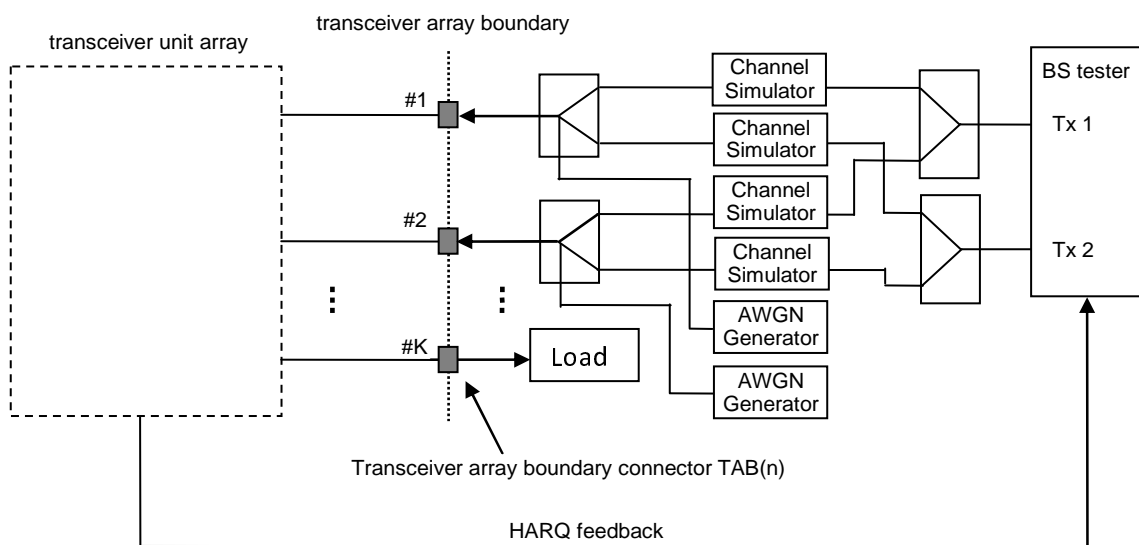 transceiver array boundary
transceiver unit array
#1
#2
#K
Channel
Simulator
Channel
Simulator
Channel
Simulator
Channel
Simulator
AWGN
Generator
AWGN
Generator
Load
BS tester
Tx 1
Tx 2
Transceiver array boundary connector TAB(n)
HARQ feedback